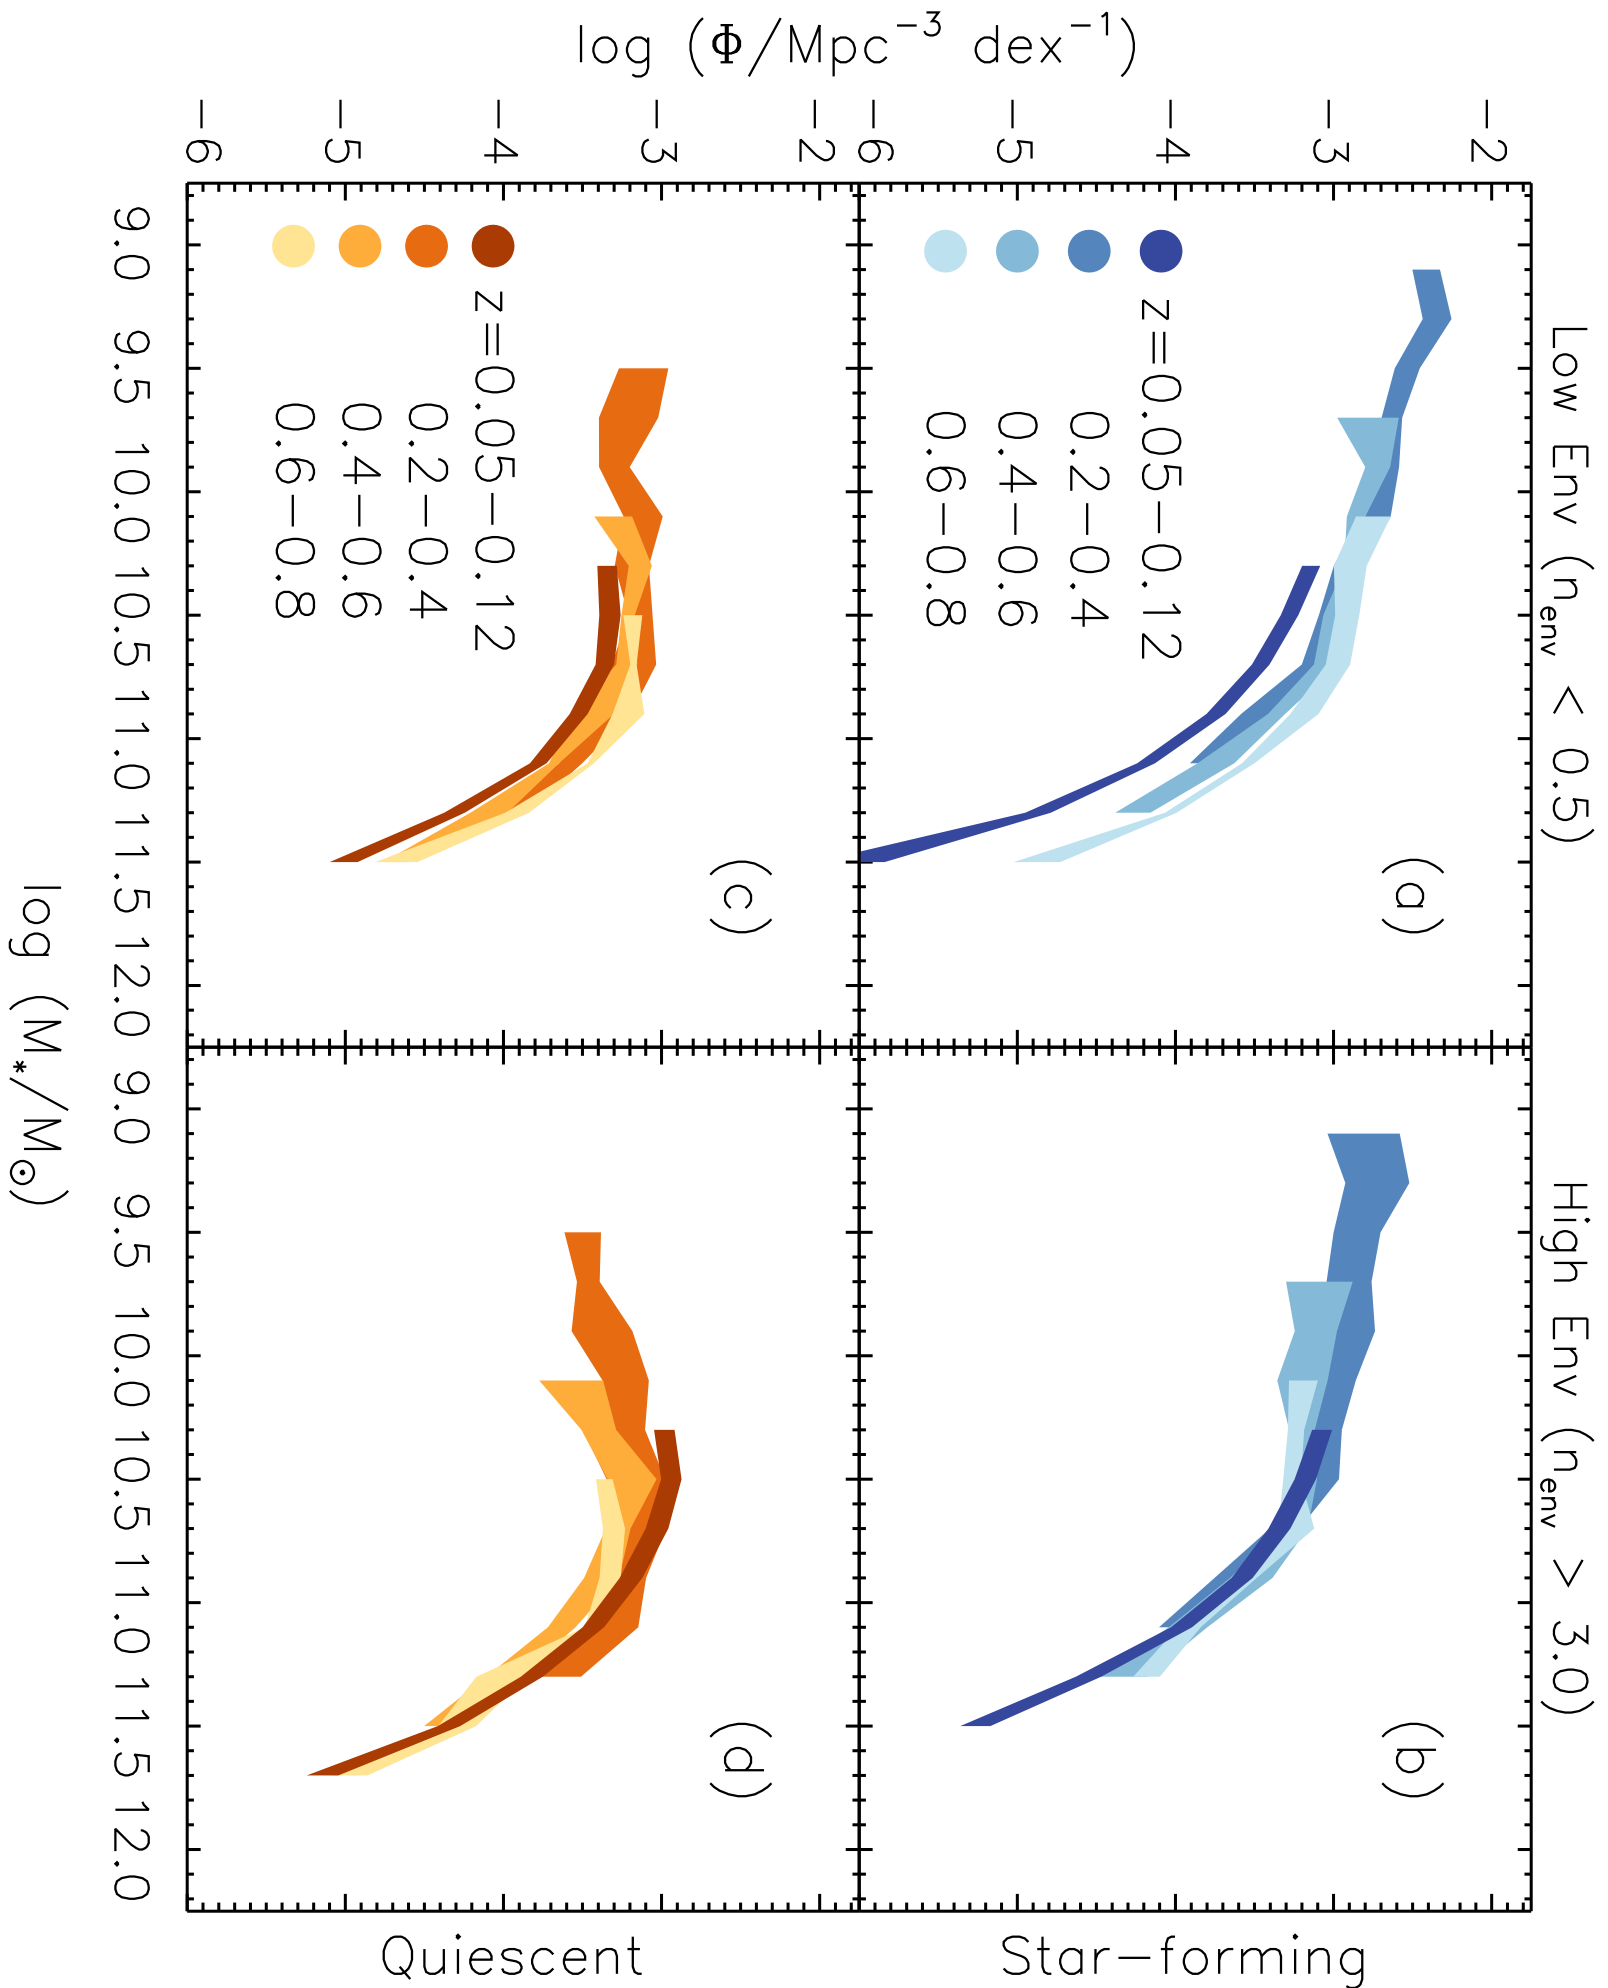 Low Env (n_env < 0.5)
High Env (n_env > 3.0)
log (Φ/Mpc⁻³ dex⁻¹)
−2
−3
−4
−5
−6
(a)
z=0.05−0.12
0.2−0.4
0.4−0.6
0.6−0.8
(b)
Star−forming
−2
−3
−4
−5
−6
(c)
z=0.05−0.12
0.2−0.4
0.4−0.6
0.6−0.8
(d)
Quiescent
9.0 9.5 10.0 10.5 11.0 11.5 12.0
9.0 9.5 10.0 10.5 11.0 11.5 12.0
log (M*/M⊙)